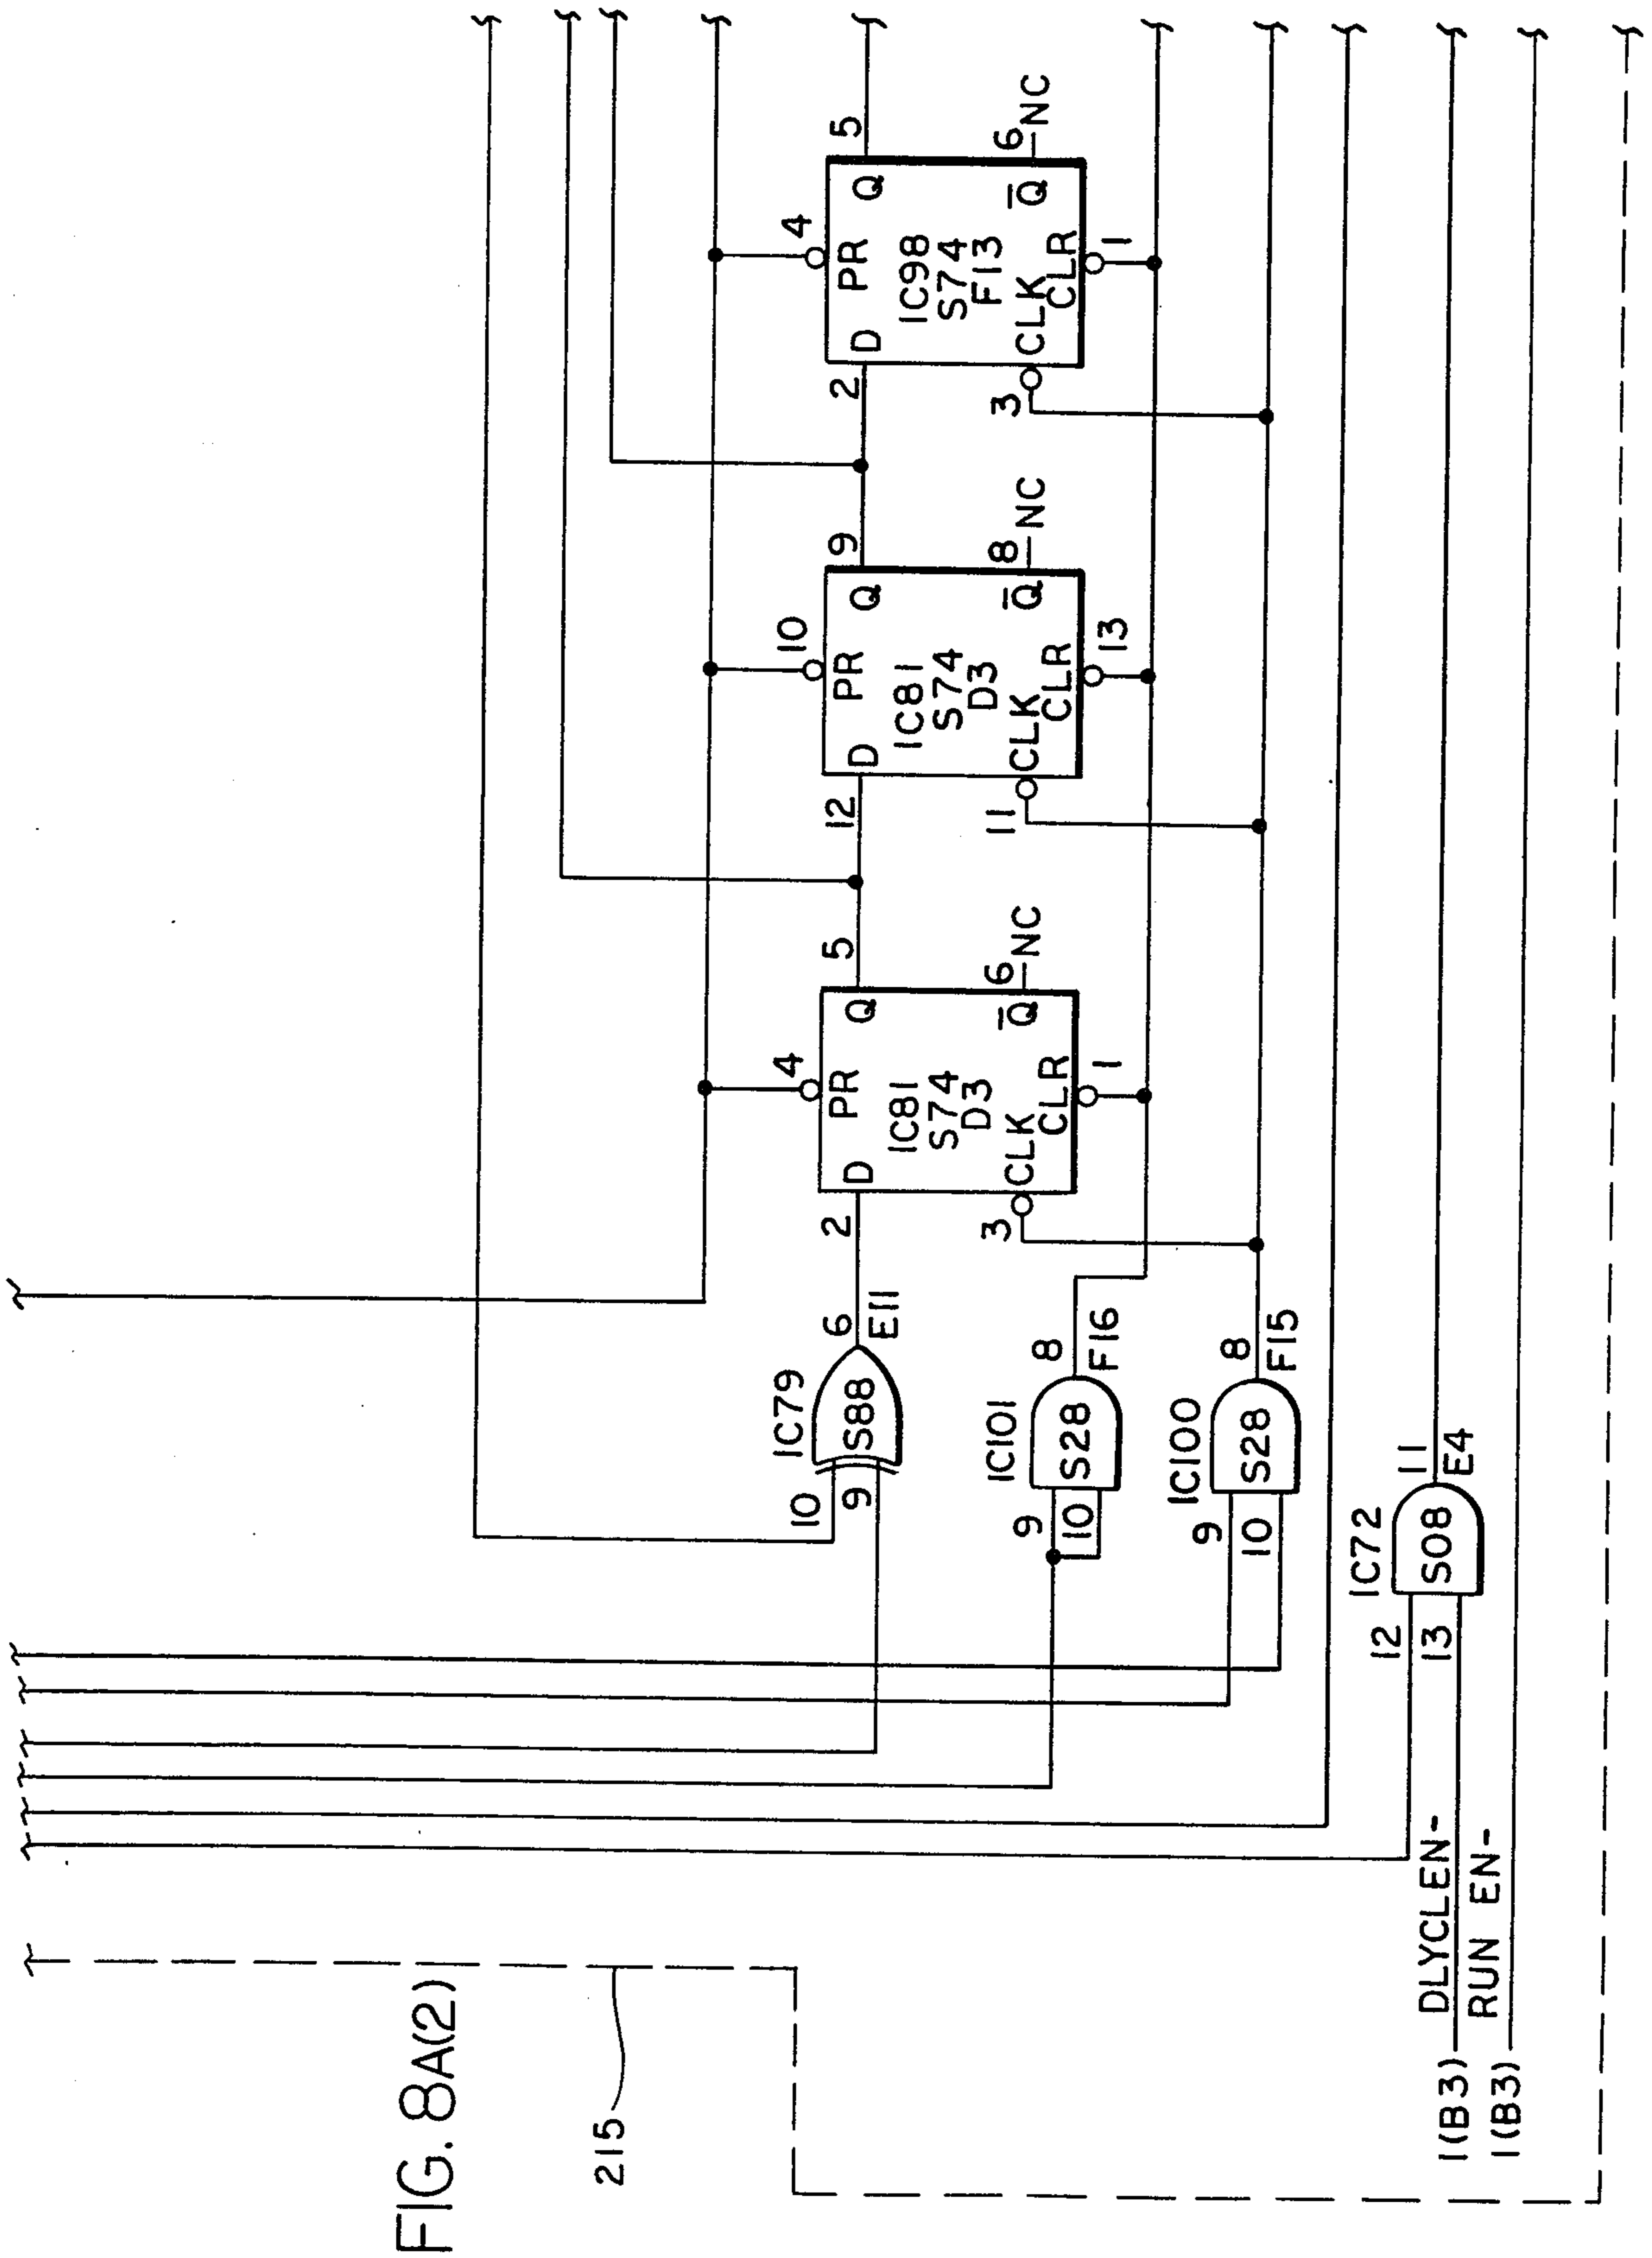 FIG. 8A(2)
215
IC79
10
9
S88
6
E11
2
D
4
PR
Q
5
IC81
S74
D3
CLK
3
CLR
1
Q̅
6
NC
12
D
10
PR
Q
9
IC81
S74
D3
CLK
11
CLR
13
Q̅
8
NC
2
D
4
PR
Q
5
IC98
S74
F13
CLK
3
CLR
1
Q̅
6
NC
IC101
9
10
S28
8
F16
IC100
9
10
S28
8
F15
IC72
12
13
S08
11
E4
1(B3) DLYCLEN-
1(B3) RUN EN-